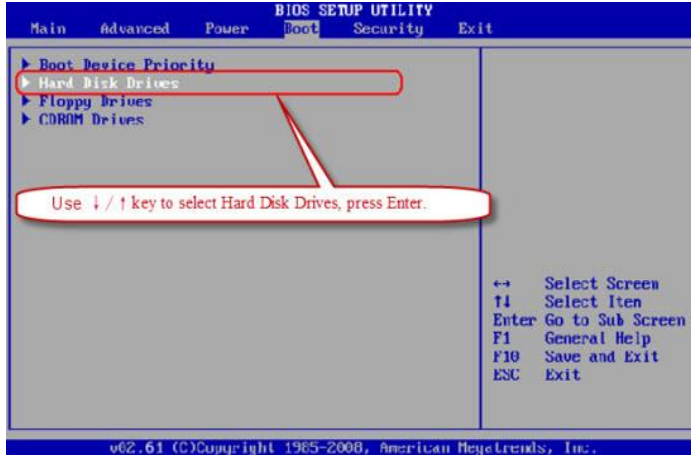 BIOS SETUP UTILITY
Main Advanced Power Boot Security Exit
▶ Boot Device Priority
▶ Hard Disk Drives
▶ Floppy Drives
▶ CDROM Drives
Use ↓ / ↑ key to select Hard Disk Drives, press Enter.
↔ Select Screen
↑↓ Select Item
Enter Go to Sub Screen
F1 General Help
F10 Save and Exit
ESC Exit
v02.61 (C)Copyright 1985-2008, American Megatrends, Inc.